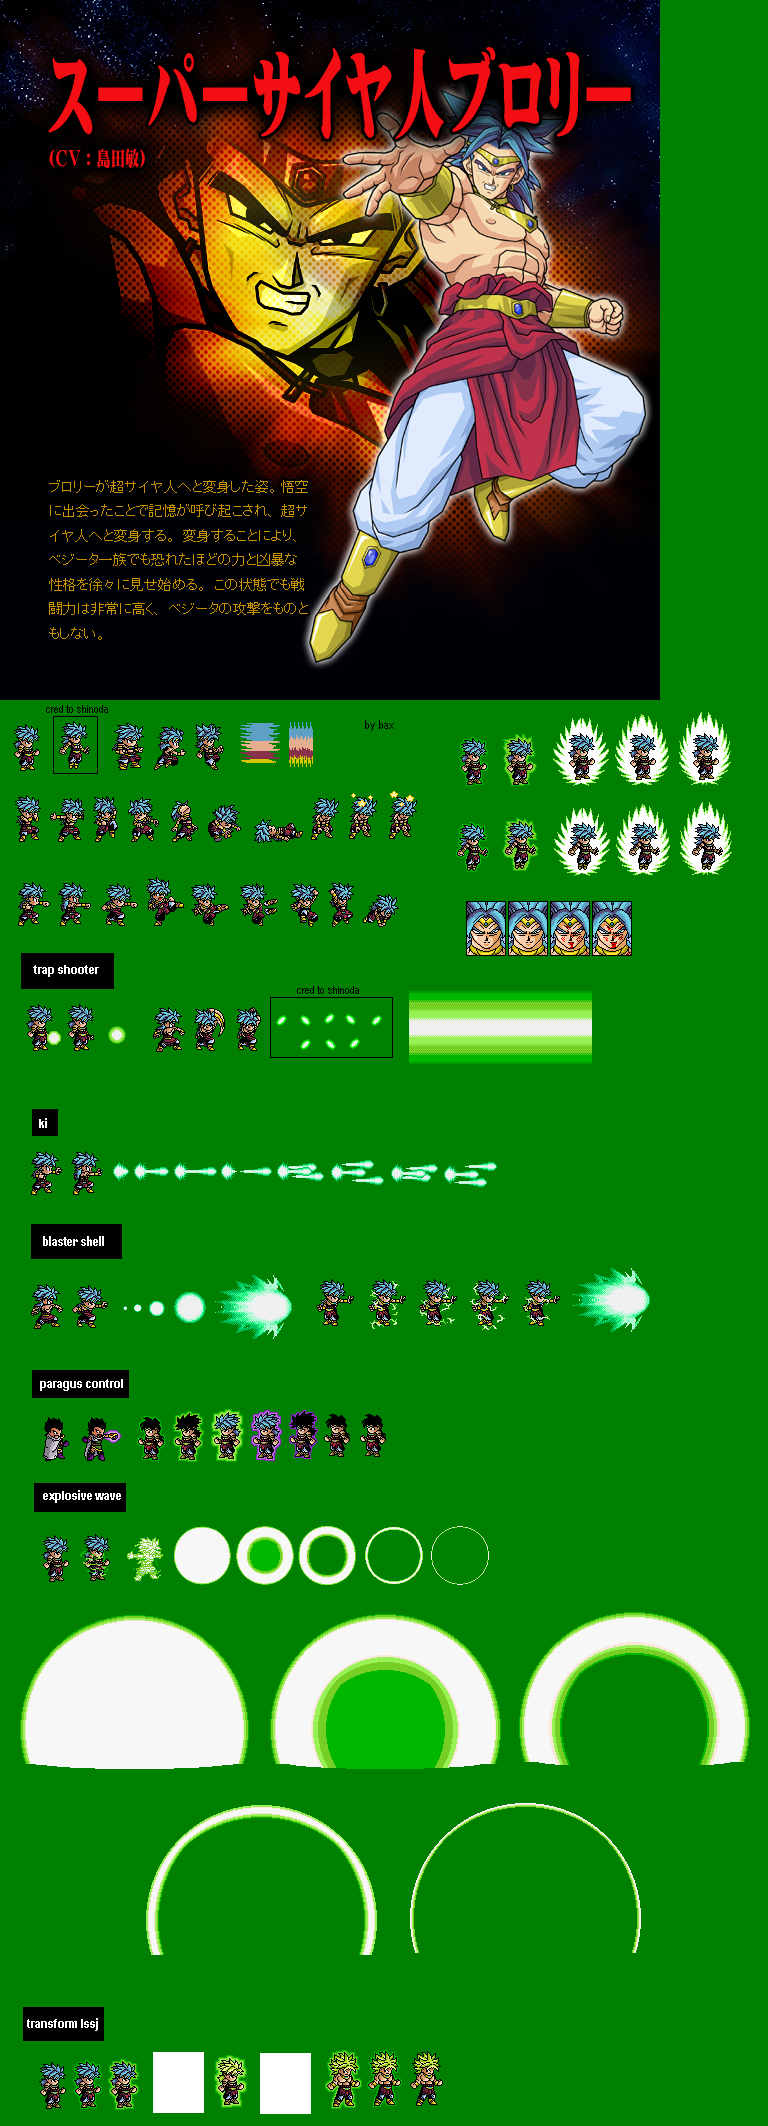 スーパーサイヤ人ブロリー
(CV：島田敏)
ブロリーが超サイヤ人へと変身した姿。悟空
に出会ったことで記憶が呼び起こされ、超サ
イヤ人へと変身する。変身することにより、
ベジータ一族でも恐れたほどの力と凶暴な
性格を徐々に見せ始める。この状態でも戦
闘力は非常に高く、ベジータの攻撃をものと
もしない。
cred to shinoda
by bax
trap shooter
cred to shinoda
ki
blaster shell
paragus control
explosive wave
transform lssj